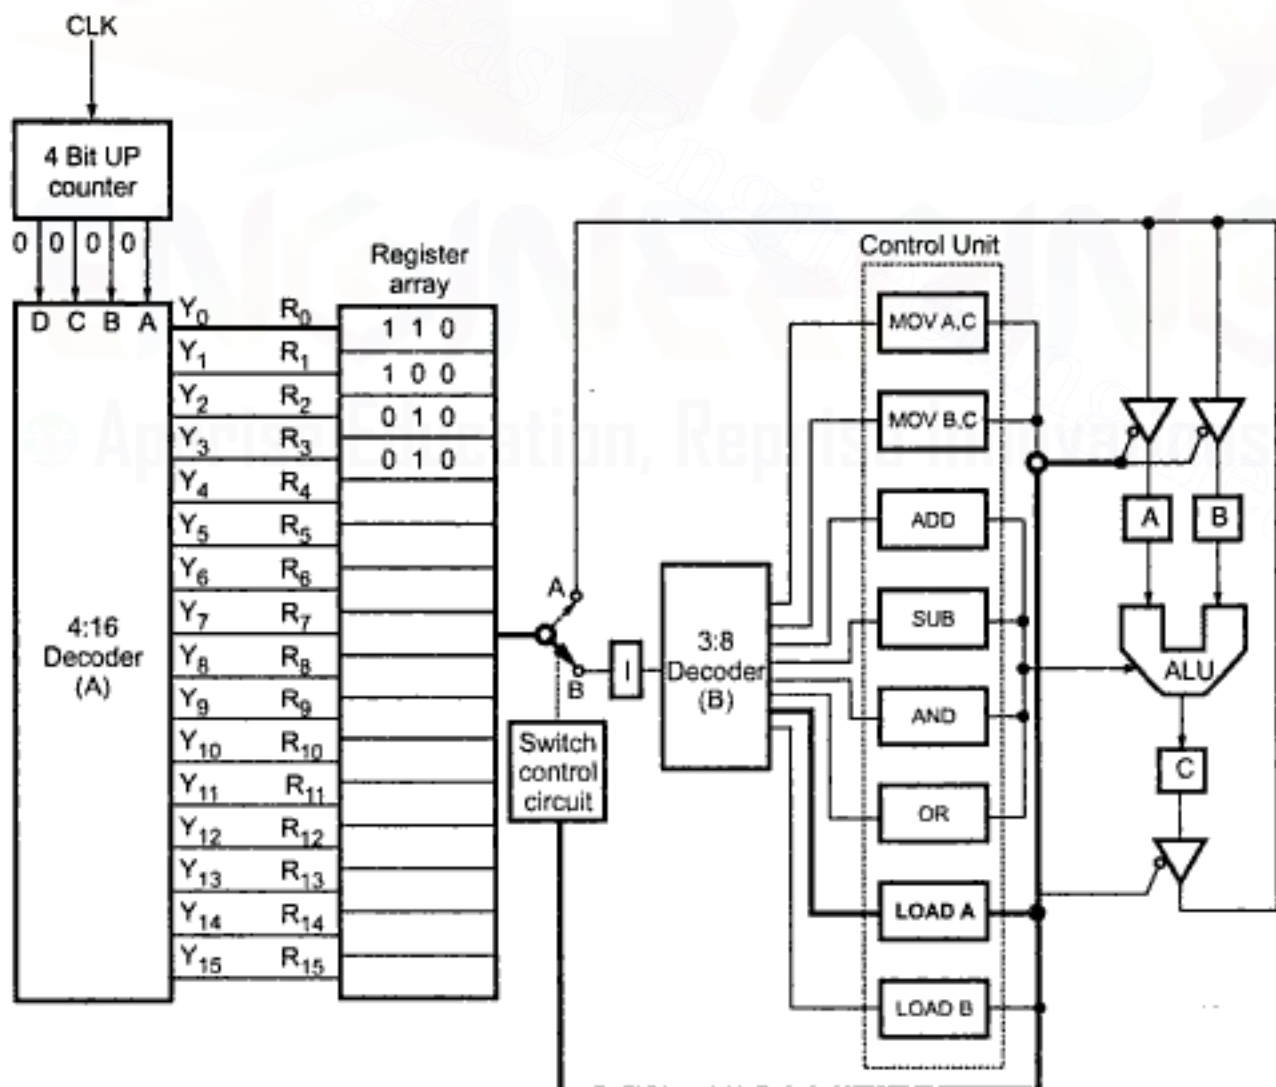 CLK
4 Bit UP
counter
0 0 0 0
D C B A
4:16
Decoder
(A)
Y0 R0
Y1 R1
Y2 R2
Y3 R3
Y4 R4
Y5 R5
Y6 R6
Y7 R7
Y8 R8
Y9 R9
Y10 R10
Y11 R11
Y12 R12
Y13 R13
Y14 R14
Y15 R15
Register
array
1 1 0
1 0 0
0 1 0
0 1 0
A
B
Switch
control
circuit
I
3:8
Decoder
(B)
Control Unit
MOV A,C
MOV B,C
ADD
SUB
AND
OR
LOAD A
LOAD B
A
B
ALU
C
ENGINEERING
Education,